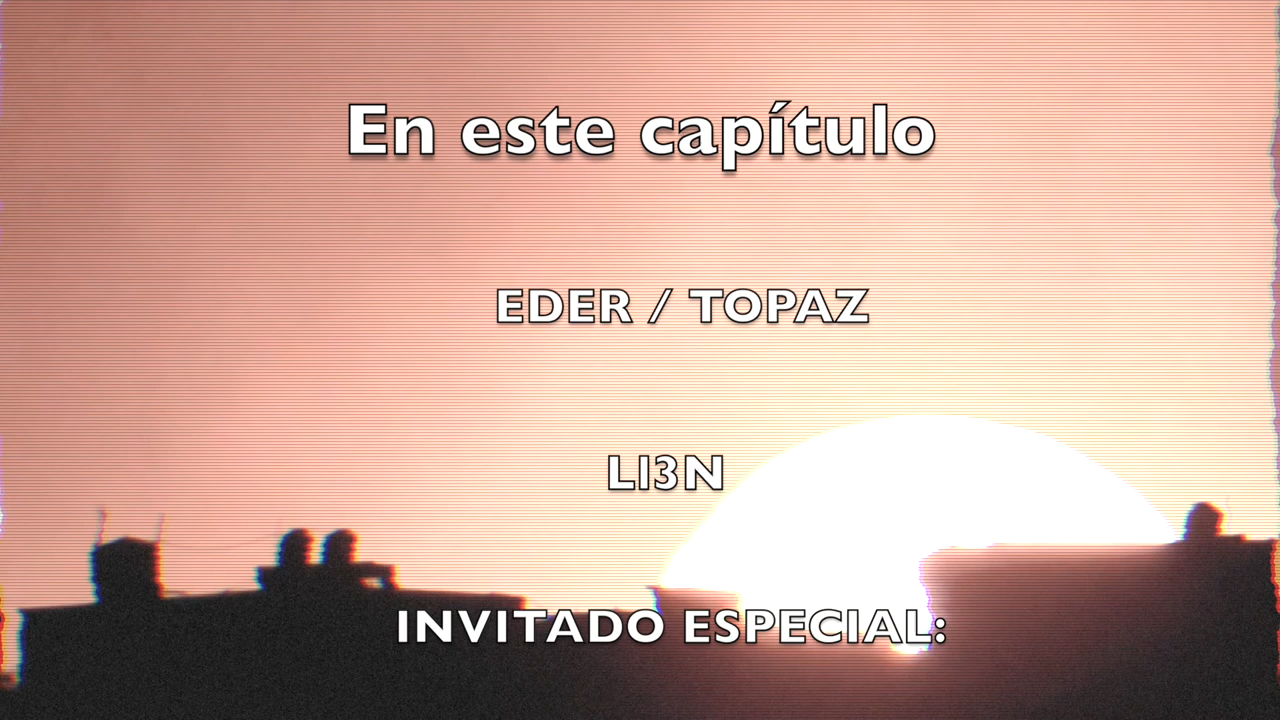 En este capítulo
EDER / TOPAZ
LI3N
INVITADO ESPECIAL: